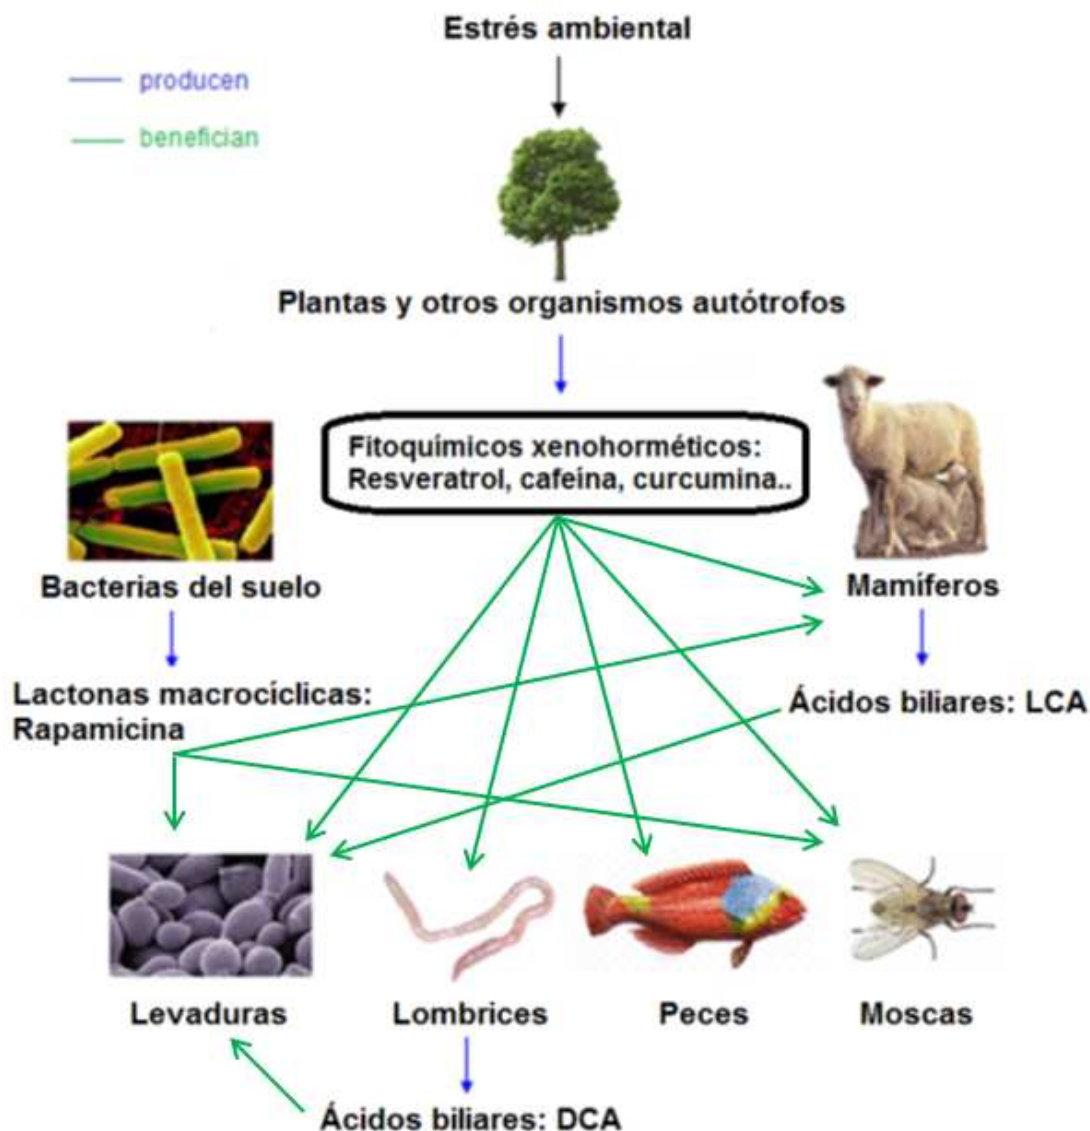 Estrés ambiental
producen
benefician
Plantas y otros organismos autótrofos
Fitoquímicos xenohorméticos:
Resveratrol, cafeína, curcumina..
Bacterias del suelo
Mamíferos
Lactonas macrocíclicas:
Rapamicina
Ácidos biliares: LCA
Levaduras
Lombrices
Peces
Moscas
Ácidos biliares: DCA